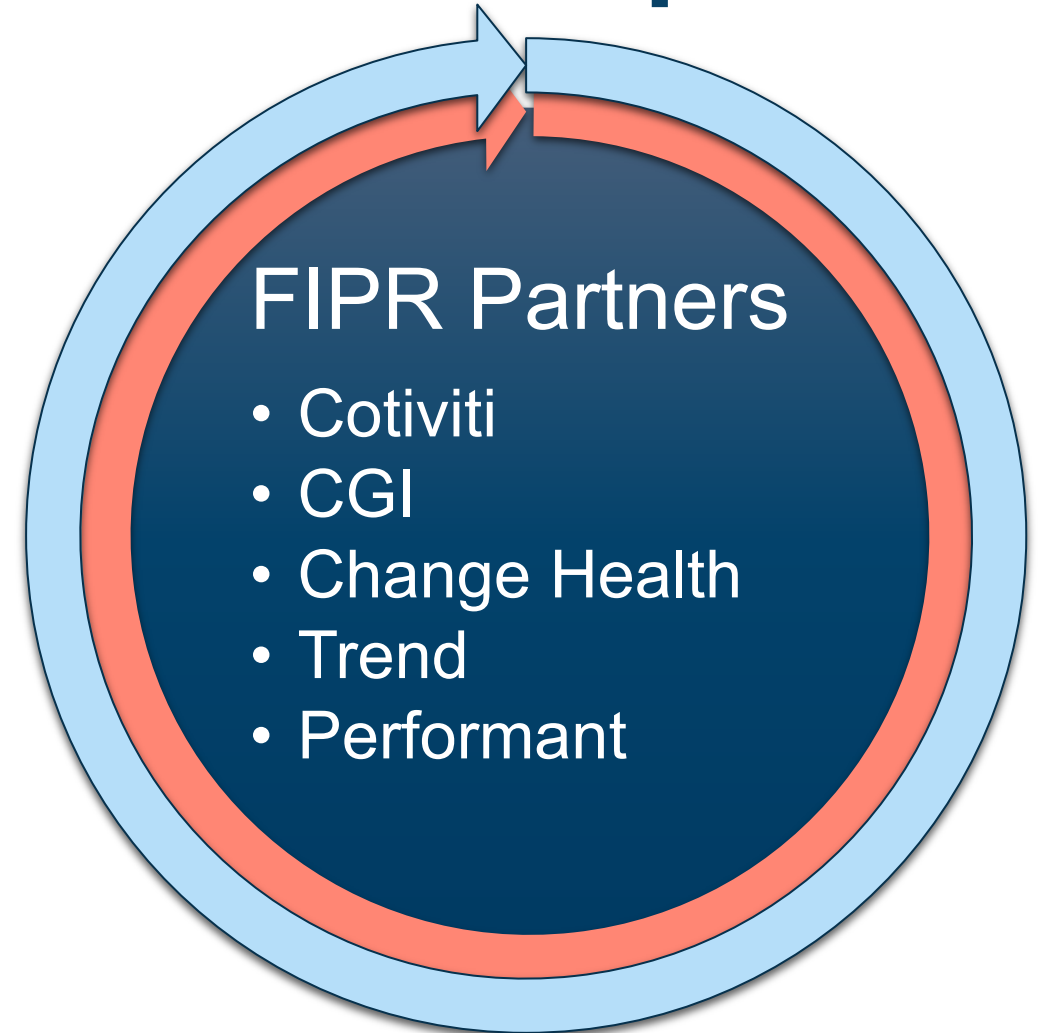 FIPR Partners
• Cotiviti
• CGI
• Change Health
• Trend
• Performant